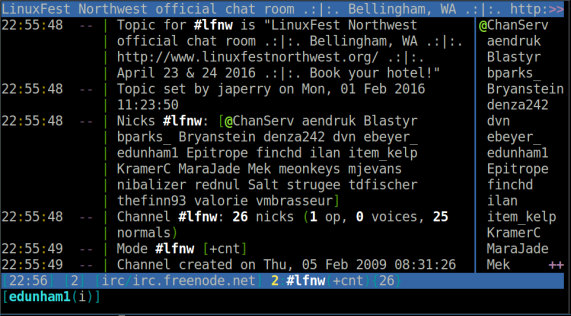 LinuxFest Northwest official chat room .:|:. Bellingham, WA .:|:. http:>>
22:55:48 -- | Topic for #lfnw is "LinuxFest Northwest | @ChanServ
| official chat room .:|:. Bellingham, WA .:|:. | aendruk
| http://www.linuxfestnorthwest.org/ .:|:. | Blastyr
| April 23 & 24 2016 .:|:. Book your hotel!" | bparks_
22:55:48 -- | Topic set by japerry on Mon, 01 Feb 2016 | Bryanstein
| 11:23:50 | denza242
22:55:48 -- | Nicks #lfnw: [@ChanServ aendruk Blastyr | dvn
| bparks_ Bryanstein denza242 dvn ebeyer_ | ebeyer_
| edunham1 Epitrope finchd ilan item_kelp | edunham1
| KramerC MaraJade Mek meonkeys mjevans | Epitrope
| nibalizer rednul Salt strugee tdfischer | finchd
| thefinn93 valorie vmbrasseur] | ilan
22:55:48 -- | Channel #lfnw: 26 nicks (1 op, 0 voices, 25 | item_kelp
| normals) | KramerC
22:55:49 -- | Mode #lfnw [+cnt] | MaraJade
22:55:49 -- | Channel created on Thu, 05 Feb 2009 08:31:26 | Mek ++
[22:56] [2] [irc/irc.freenode.net] 2 #lfnw[+cnt]{26}
[edunham1(i)]